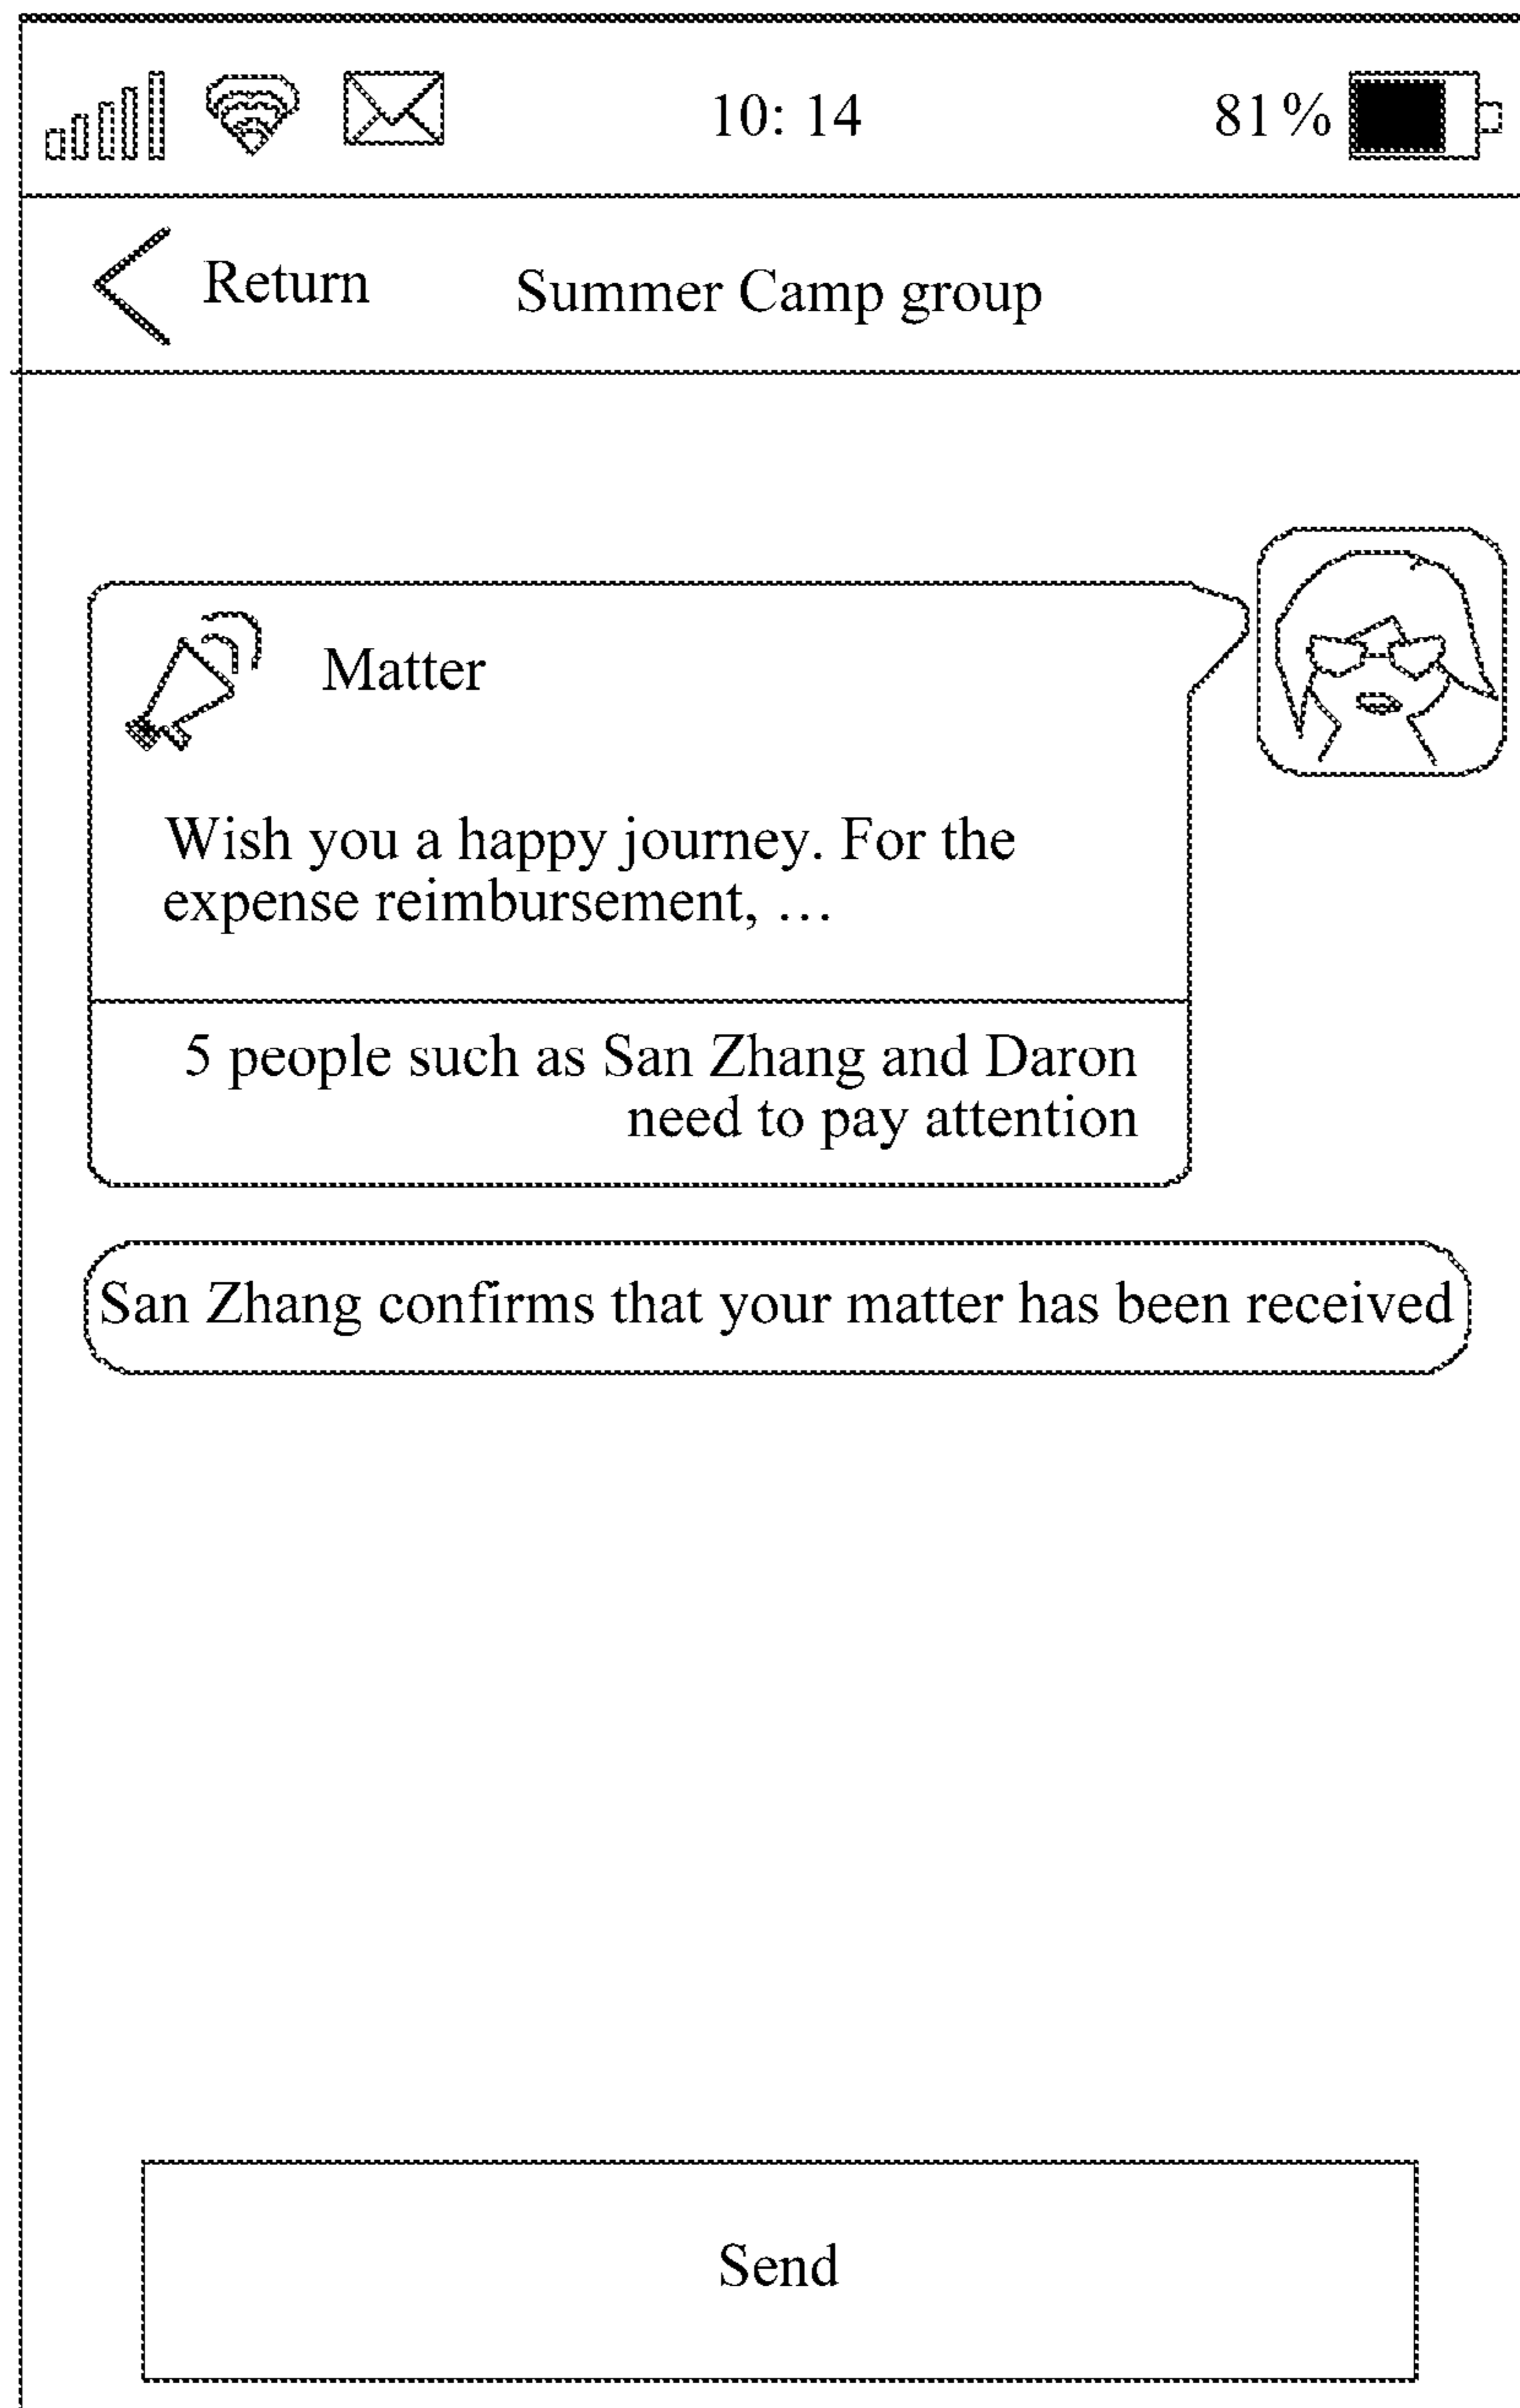 10: 14 81%
Return Summer Camp group
Matter
Wish you a happy journey. For the
expense reimbursement, …
5 people such as San Zhang and Daron
need to pay attention
San Zhang confirms that your matter has been received
Send